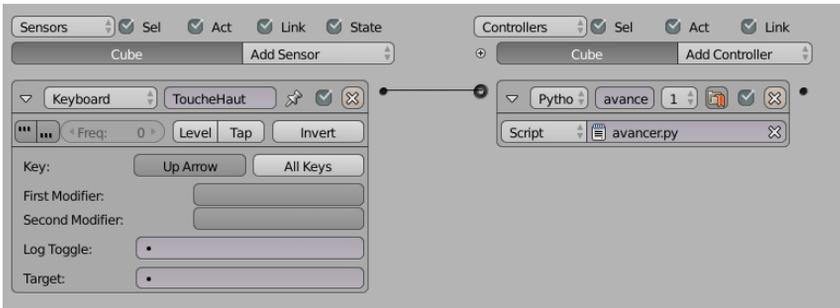 Sensors Sel Act Link State Controllers Sel Act Link
Cube Add Sensor Cube Add Controller
Keyboard ToucheHaut Pytho avance 1
Freq: 0 Level Tap Invert Script avancer.py
Key: Up Arrow All Keys
First Modifier:
Second Modifier:
Log Toggle:
Target: